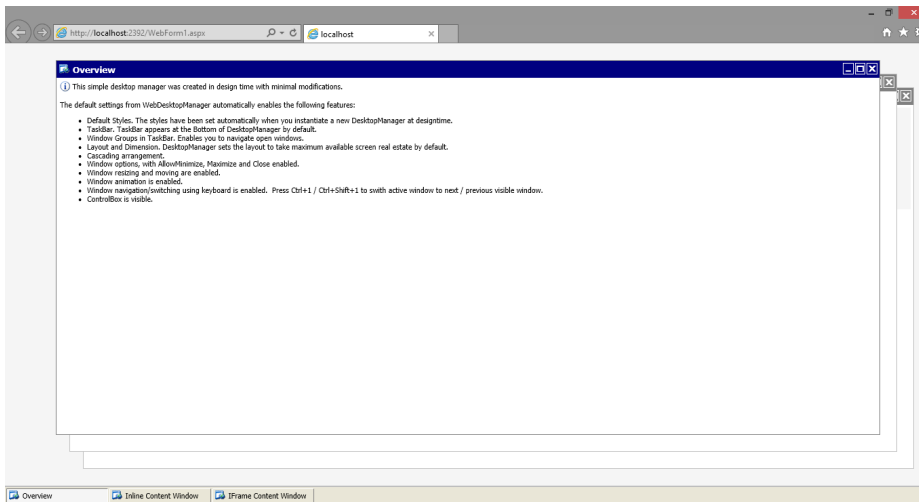 http://localhost:2392/WebForm1.aspx
localhost
Overview
This simple desktop manager was created in design time with minimal modifications.
The default settings from WebDesktopManager automatically enables the following features:
Default Styles. The styles have been set automatically when you instantiate a new DesktopManager at designtime.
TaskBar. TaskBar appears at the Bottom of DesktopManager by default.
Window Groups in TaskBar. Enables you to navigate open windows.
Layout and Dimension. DesktopManager sets the layout to take maximum available screen real estate by default.
Cascading arrangement.
Window options, with AllowMinimize, Maximize and Close enabled.
Window resizing and moving are enabled.
Window animation is enabled.
Window navigation/switching using keyboard is enabled. Press Ctrl+1 / Ctrl+Shift+1 to swith active window to next / previous visible window.
ControlBox is visible.
Overview Inline Content Window IFrame Content Window